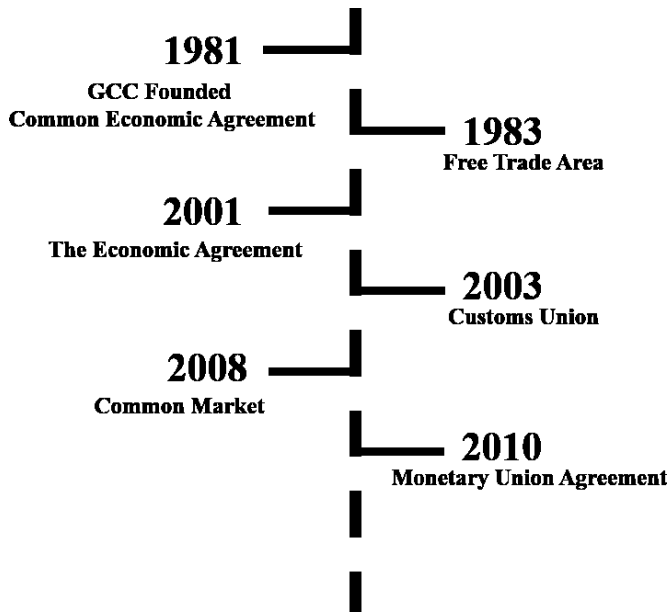 1981
GCC Founded
Common Economic Agreement
1983
Free Trade Area
2001
The Economic Agreement
2003
Customs Union
2008
Common Market
2010
Monetary Union Agreement